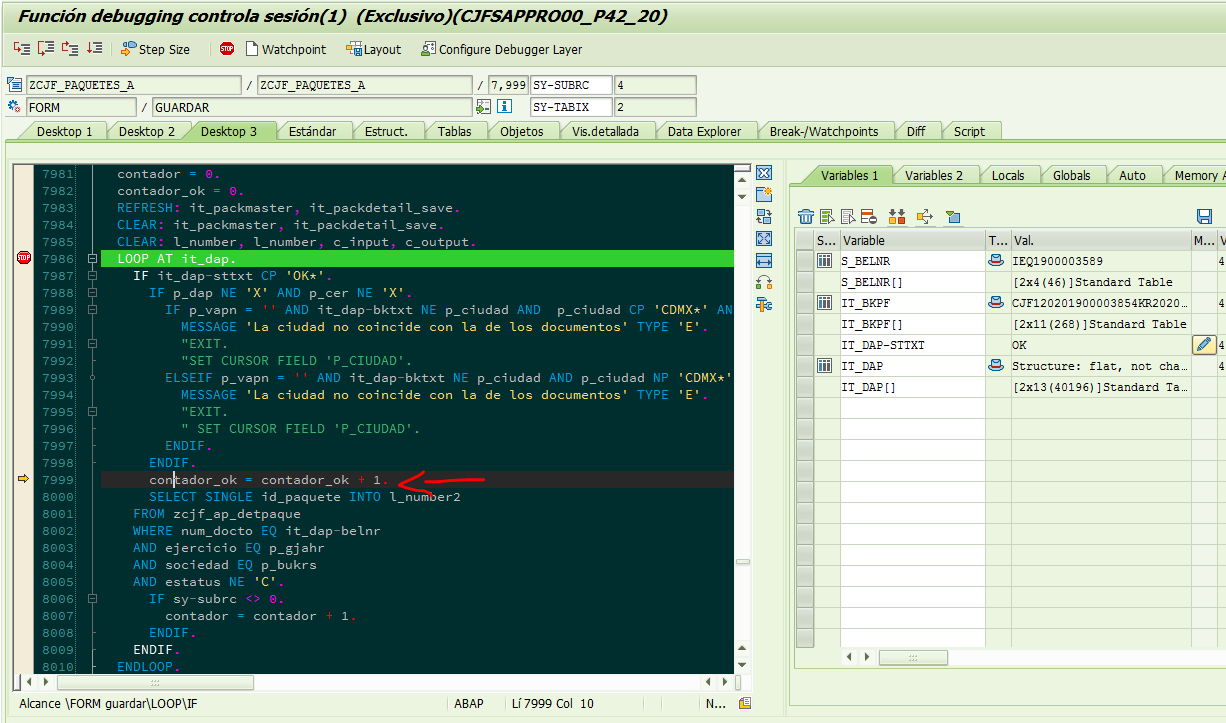 Función debugging controla sesión(1)  (Exclusivo)(CJFSAPPRO00_P42_20)
Step Size STOP Watchpoint Layout Configure Debugger Layer
ZCJF_PAQUETES_A / ZCJF_PAQUETES_A / 7,999 SY-SUBRC 4
FORM / GUARDAR SY-TABIX 2
Desktop 1 Desktop 2 Desktop 3 Estándar Estruct. Tablas Objetos Vis.detallada Data Explorer Break-/Watchpoints Diff Script
7981 contador = 0.
7982 contador_ok = 0.
7983 REFRESH: it_packmaster, it_packdetail_save.
7984 CLEAR: it_packmaster, it_packdetail_save.
7985 CLEAR: l_number, l_number, c_input, c_output.
STOP 7986 LOOP AT it_dap.
7987 IF it_dap-sttxt CP 'OK*'.
7988 IF p_dap NE 'X' AND p_cer NE 'X'.
7989 IF p_vapn = '' AND it_dap-bktxt NE p_ciudad AND  p_ciudad CP 'CDMX*' AN
7990 MESSAGE 'La ciudad no coincide con la de los documentos' TYPE 'E'.
7991 "EXIT.
7992 "SET CURSOR FIELD 'P_CIUDAD'.
7993 ELSEIF p_vapn = '' AND it_dap-bktxt NE p_ciudad AND p_ciudad NP 'CDMX*'
7994 MESSAGE 'La ciudad no coincide con la de los documentos' TYPE 'E'.
7995 "EXIT.
7996 " SET CURSOR FIELD 'P_CIUDAD'.
7997 ENDIF.
7998 ENDIF.
7999 contador_ok = contador_ok + 1.
8000 SELECT SINGLE id_paquete INTO l_number2
8001 FROM zcjf_ap_detpaque
8002 WHERE num_docto EQ it_dap-belnr
8003 AND ejercicio EQ p_gjahr
8004 AND sociedad EQ p_bukrs
8005 AND estatus NE 'C'.
8006 IF sy-subrc <> 0.
8007 contador = contador + 1.
8008 ENDIF.
8009 ENDIF.
8010 ENDLOOP.
Alcance \FORM guardar\LOOP\IF ABAP Lí 7999 Col 10 N...
Variables 1 Variables 2 Locals Globals Auto Memory A
S... Variable T... Val. M... V
S_BELNR IEQ1900003589 4
S_BELNR[] [2x4(46)]Standard Table
IT_BKPF CJF120201900003854KR2020... 4
IT_BKPF[] [2x11(268)]Standard Table
IT_DAP-STTXT OK 4
IT_DAP Structure: flat, not cha... 4
IT_DAP[] [2x13(40196)]Standard Ta...